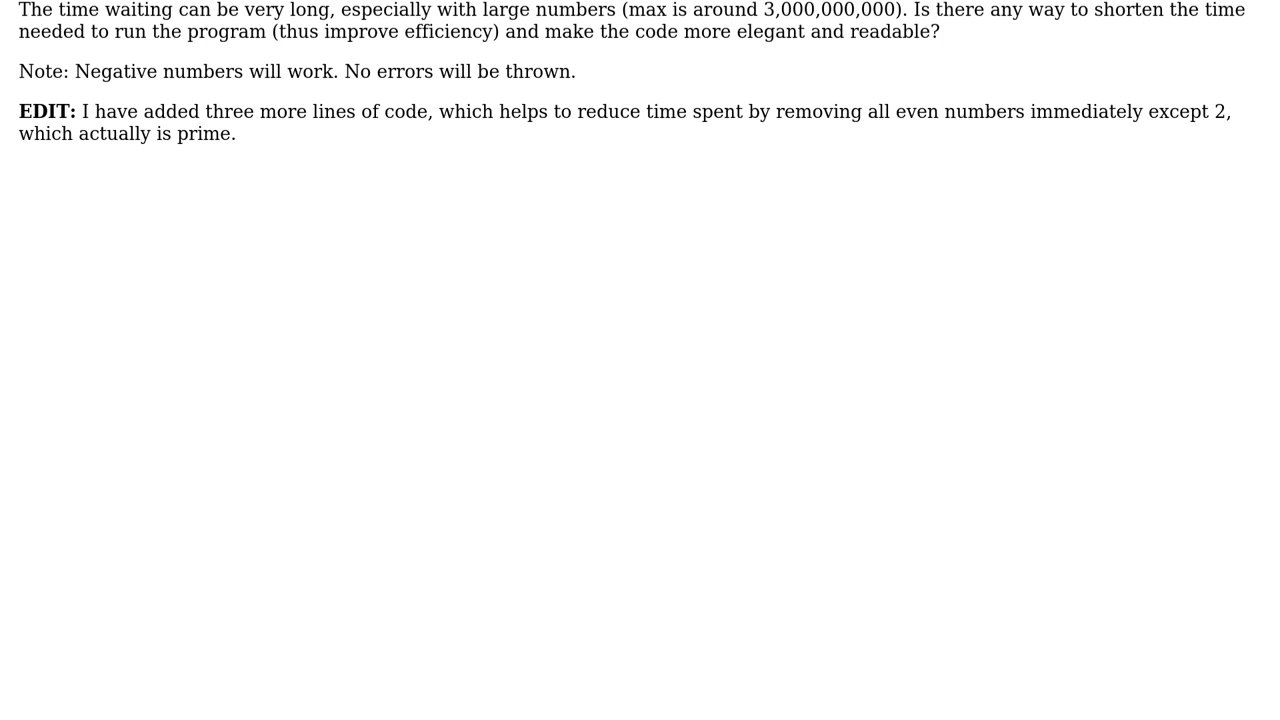 The time waiting can be very long, especially with large numbers (max is around 3,000,000,000). Is there any way to shorten the time
needed to run the program (thus improve efficiency) and make the code more elegant and readable?
Note: Negative numbers will work. No errors will be thrown.
EDIT: I have added three more lines of code, which helps to reduce time spent by removing all even numbers immediately except 2,
which actually is prime.